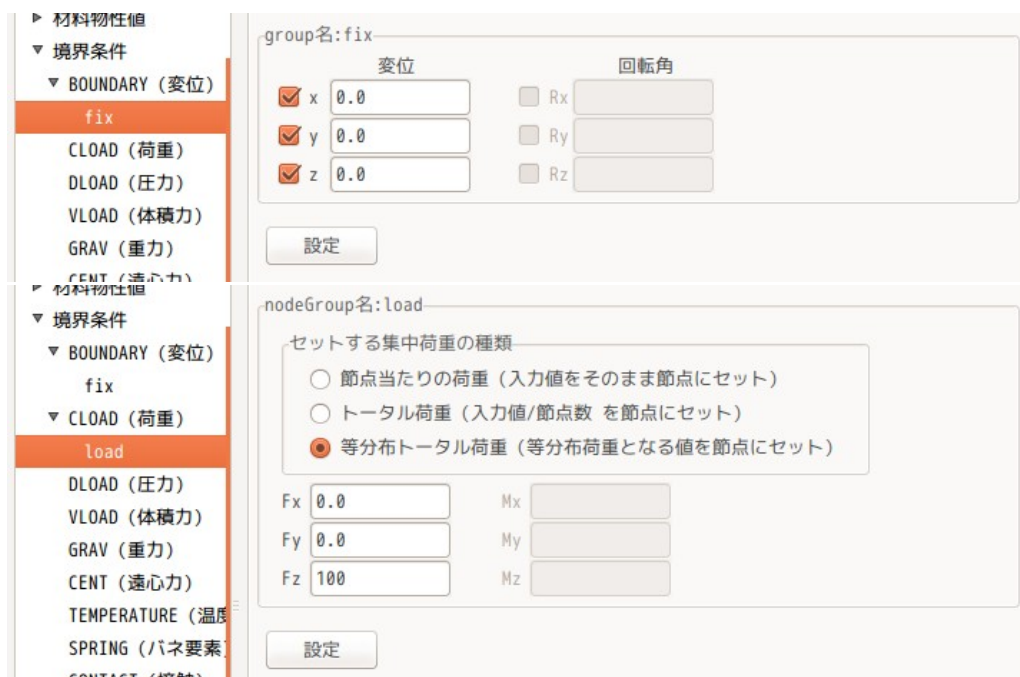 材料物性値
境界条件
BOUNDARY (変位)
fix
CLOAD (荷重)
DLOAD (圧力)
VLOAD (体積力)
GRAV (重力)
CENT (遠心力)
group名:fix
変位 回転角
x 0.0 Rx
y 0.0 Ry
z 0.0 Rz
設定
材料物性値
境界条件
BOUNDARY (変位)
fix
CLOAD (荷重)
load
DLOAD (圧力)
VLOAD (体積力)
GRAV (重力)
CENT (遠心力)
TEMPERATURE (温度
SPRING (バネ要素)
CONTACT (接触)
nodeGroup名:load
セットする集中荷重の種類
節点当たりの荷重 (入力値をそのまま節点にセット)
トータル荷重 (入力値/節点数 を節点にセット)
等分布トータル荷重 (等分布荷重となる値を節点にセット)
Fx 0.0 Mx
Fy 0.0 My
Fz 100 Mz
設定